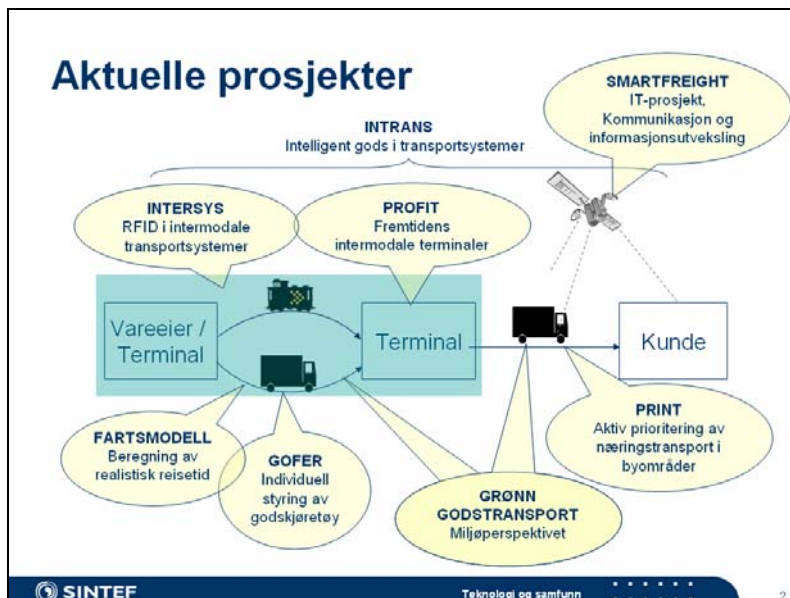 Aktuelle prosjekter
SMARTFREIGHT
IT-prosjekt,
Kommunikasjon og
informasjonsutveksling
INTRANS
Intelligent gods i transportsystemer
INTERSYS
RFID i intermodale
transportsystemer
PROFIT
Fremtidens
intermodale terminaler
Vareeier /
Terminal
Terminal
Kunde
FARTSMODELL
Beregning av
realistisk reisetid
GOFER
Individuell
styring av
godskjøretøy
GRØNN
GODSTRANSPORT
Miljøperspektivet
PRINT
Aktiv prioritering av
næringstransport i
byområder
SINTEF
Teknologi og samfunn
2